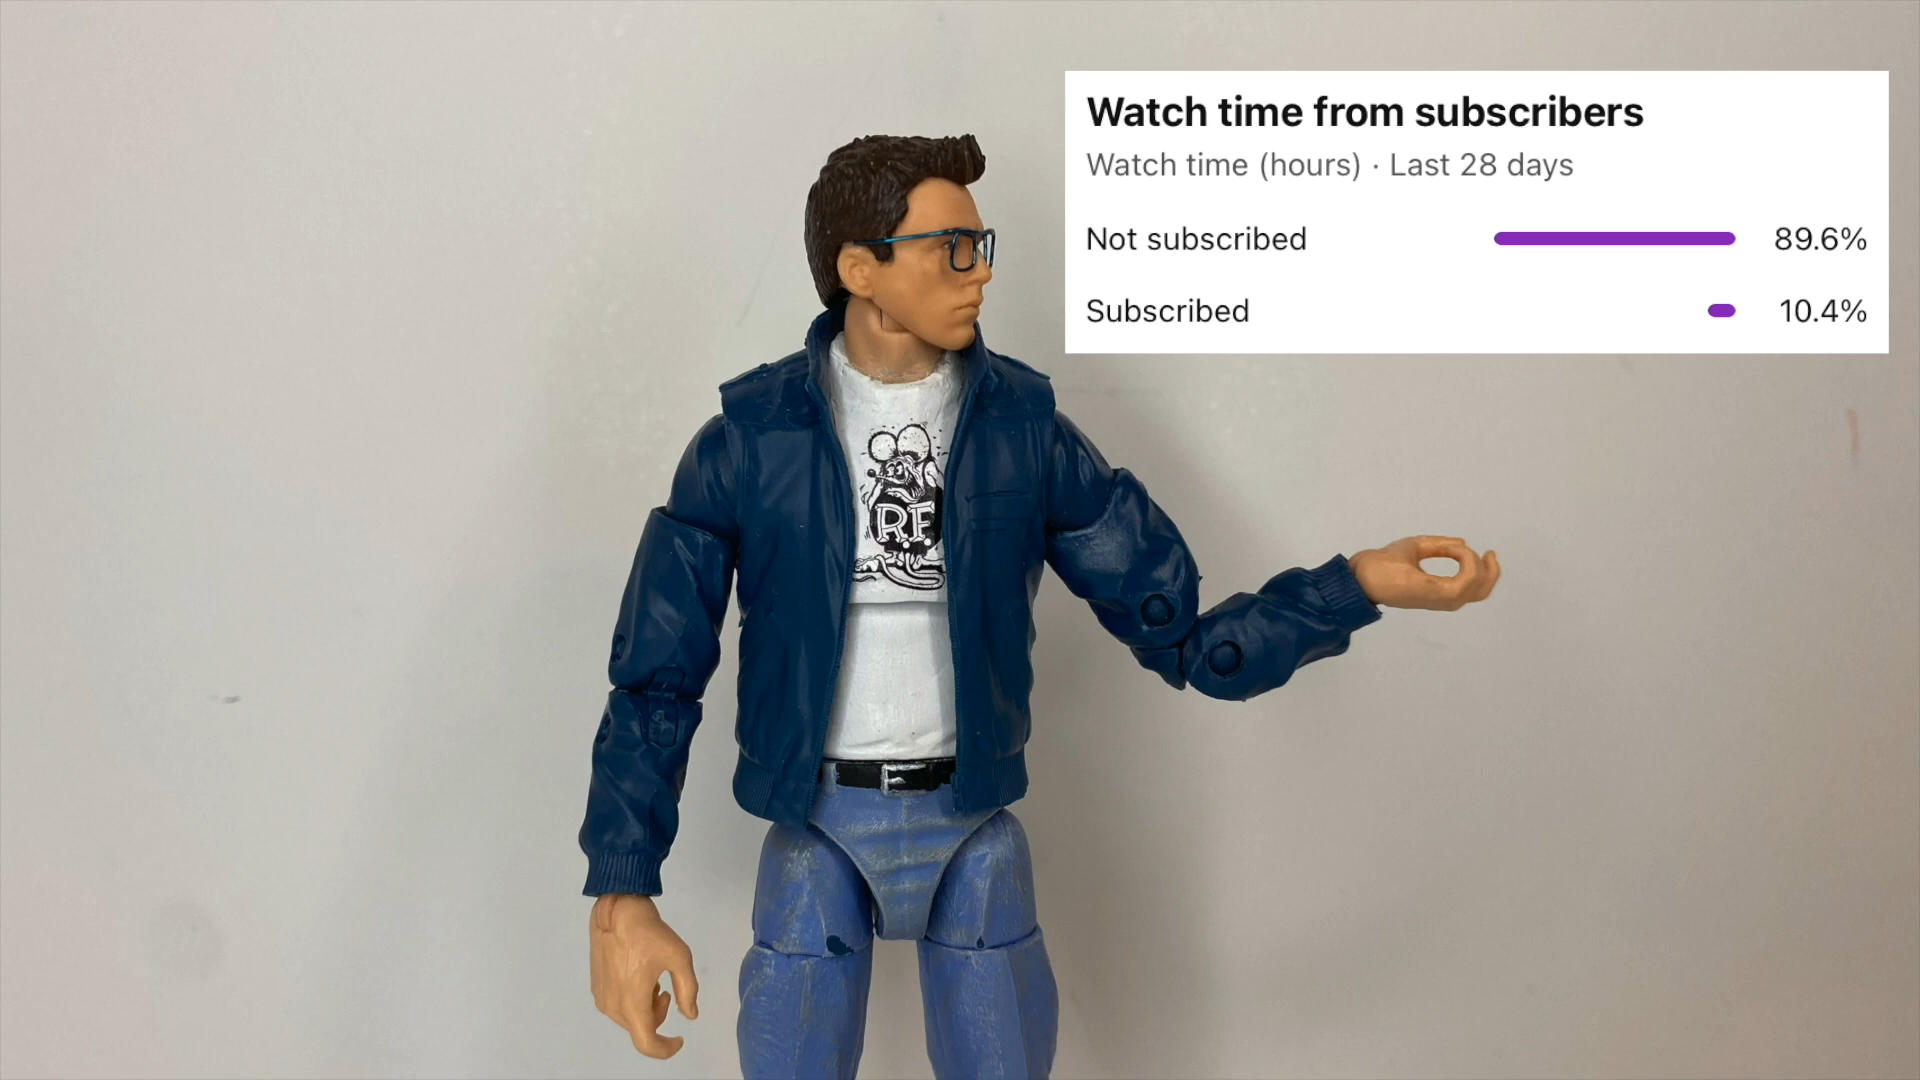 Watch time from subscribers
Watch time (hours) · Last 28 days
Not subscribed 89.6%
Subscribed 10.4%
R.F.